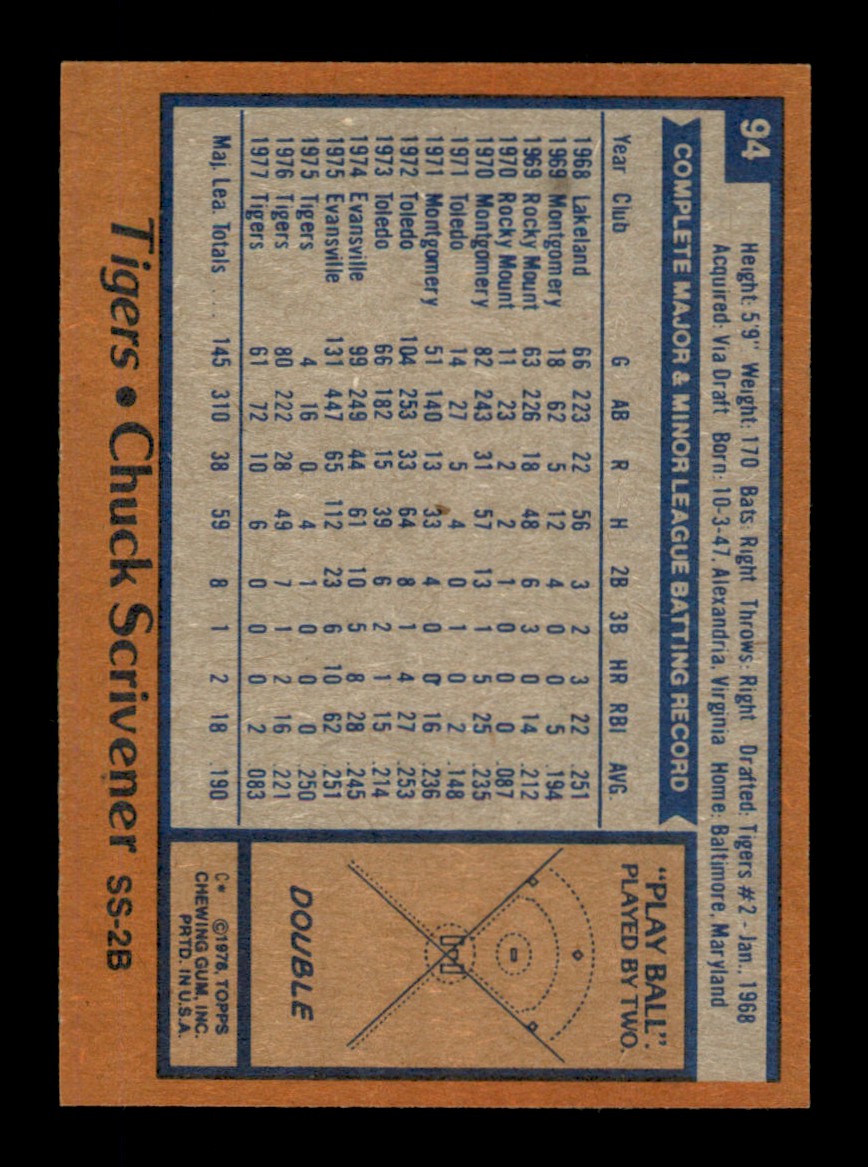 94
Height: 5'9" Weight: 170 Bats: Right Throws: Right Drafted: Tigers #2 - Jan., 1968
Acquired: Via Draft Born: 10-3-47, Alexandria, Virginia Home: Baltimore, Maryland
COMPLETE MAJOR & MINOR LEAGUE BATTING RECORD
Year Club G AB R H 2B 3B HR RBI AVG.
1968 Lakeland 66 223 22 56 3 2 3 22 .251
1969 Montgomery 18 62 5 12 4 0 0 5 .194
1969 Rocky Mount 63 226 18 48 6 3 0 14 .212
1970 Rocky Mount 11 23 2 2 1 0 0 0 .087
1970 Montgomery 82 243 31 57 13 1 5 25 .235
1971 Toledo 14 27 5 4 0 1 0 2 .148
1971 Montgomery 51 140 13 33 4 0 0 16 .236
1972 Toledo 104 253 33 64 8 1 4 27 .253
1973 Toledo 66 182 15 39 6 2 1 15 .214
1974 Evansville 99 249 44 61 10 5 8 28 .245
1975 Evansville 131 447 65 112 23 6 10 62 .251
1975 Tigers 4 16 0 4 1 0 0 0 .250
1976 Tigers 80 222 28 49 7 1 2 16 .221
1977 Tigers 61 72 10 6 0 0 0 2 .083
Maj. Lea. Totals .... 145 310 38 59 8 1 2 18 .190
"PLAY BALL":
PLAYED BY TWO.
DOUBLE
C* ©1978, TOPPS
CHEWING GUM, INC.
PRTD. IN U.S.A.
Tigers • Chuck Scrivener SS-2B